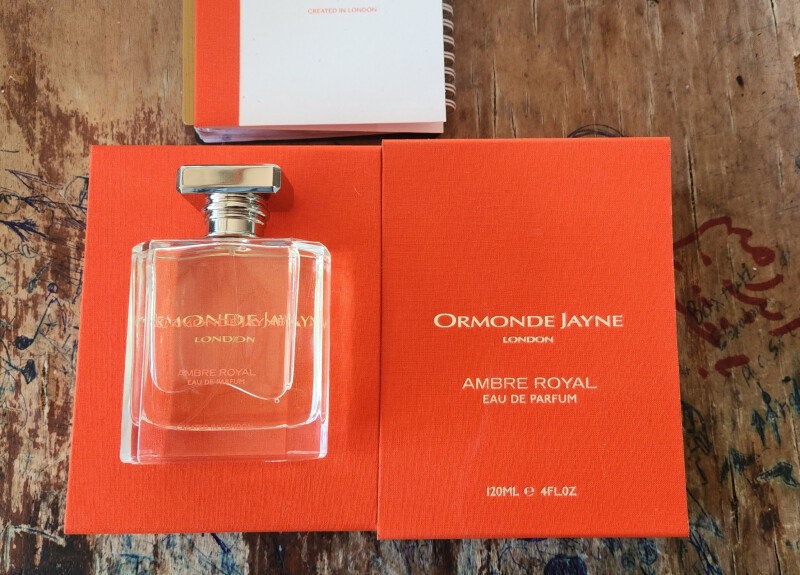 CREATED IN LONDON
ORMONDE JAYNE
LONDON
AMBRE ROYAL
EAU DE PARFUM
ORMONDE JAYNE
LONDON
AMBRE ROYAL
EAU DE PARFUM
120ML ℮ 4FL.OZ